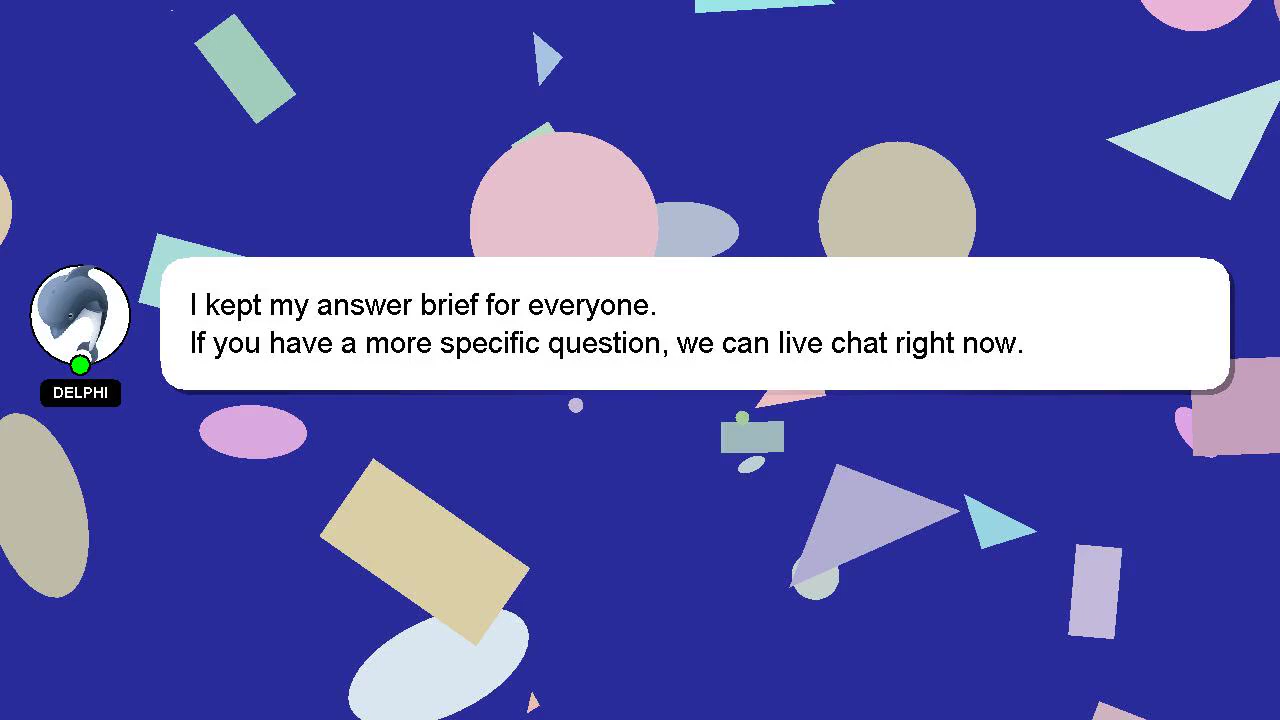 I kept my answer brief for everyone.
If you have a more specific question, we can live chat right now.
DELPHI